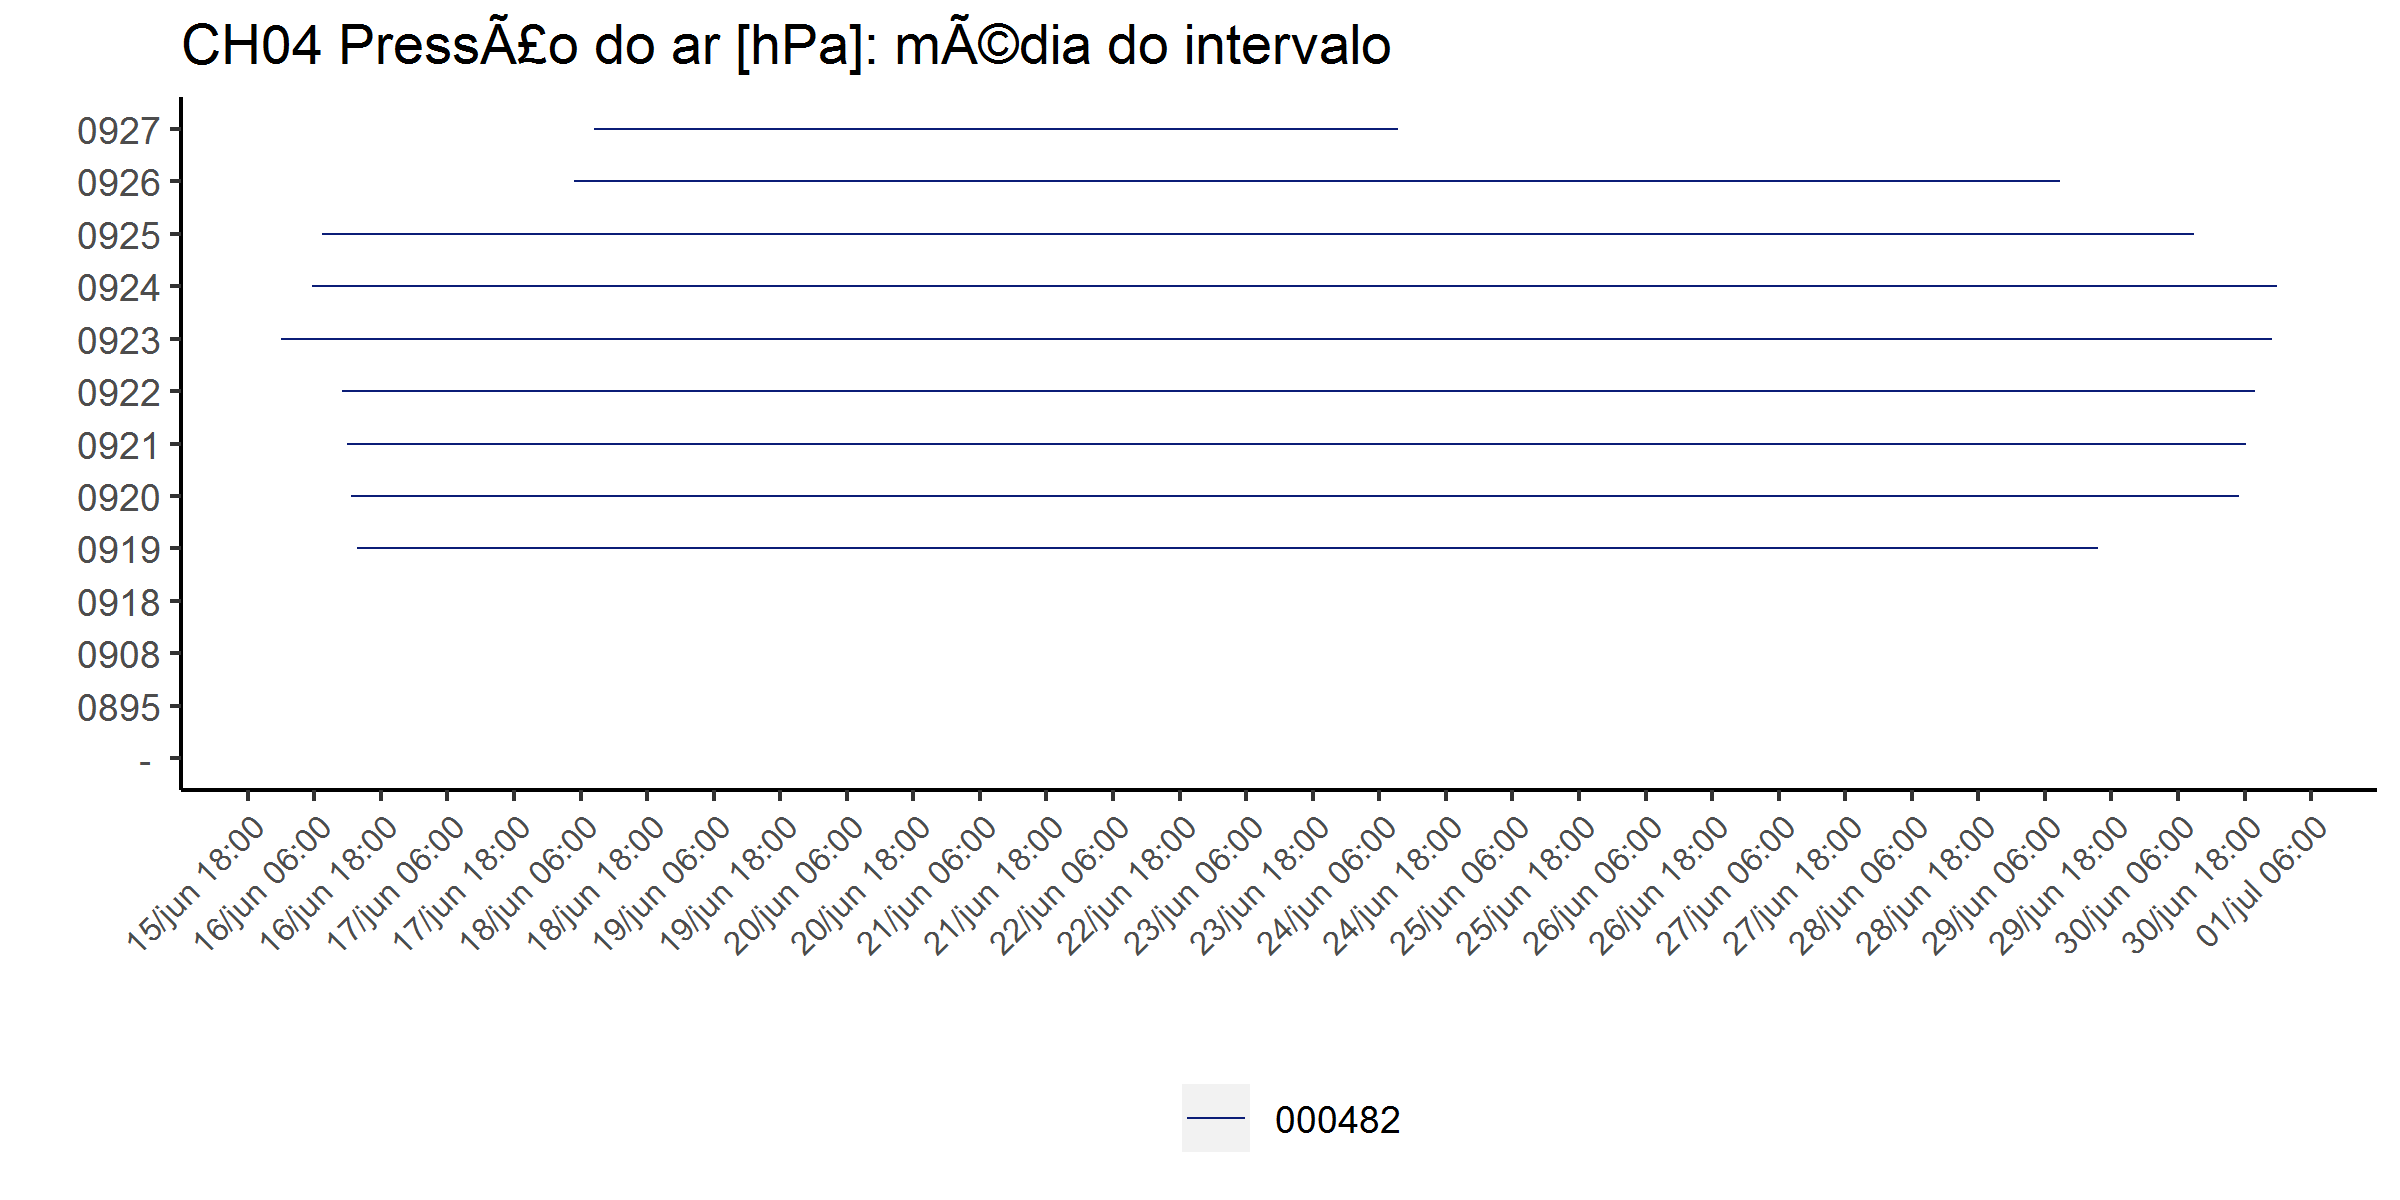 CH04 PressÃ£o do ar [hPa]: mÃ©dia do intervalo
0927
0926
0925
0924
0923
0922
0921
0920
0919
0918
0908
0895
-
15/jun 18:00
16/jun 06:00
16/jun 18:00
17/jun 06:00
17/jun 18:00
18/jun 06:00
18/jun 18:00
19/jun 06:00
19/jun 18:00
20/jun 06:00
20/jun 18:00
21/jun 06:00
21/jun 18:00
22/jun 06:00
22/jun 18:00
23/jun 06:00
23/jun 18:00
24/jun 06:00
24/jun 18:00
25/jun 06:00
25/jun 18:00
26/jun 06:00
26/jun 18:00
27/jun 06:00
27/jun 18:00
28/jun 06:00
28/jun 18:00
29/jun 06:00
29/jun 18:00
30/jun 06:00
30/jun 18:00
01/jul 06:00
000482